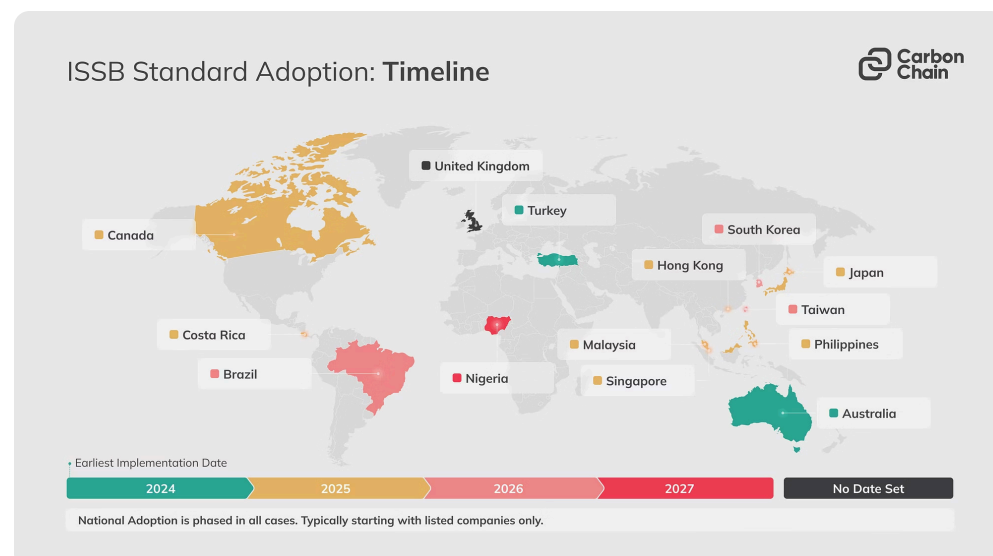 ISSB Standard Adoption: Timeline
Carbon
Chain
United Kingdom
Turkey
South Korea
Canada
Hong Kong
Japan
Taiwan
Costa Rica
Malaysia
Philippines
Brazil
Nigeria
Singapore
Australia
Earliest Implementation Date
2024
2025
2026
2027
No Date Set
National Adoption is phased in all cases. Typically starting with listed companies only.